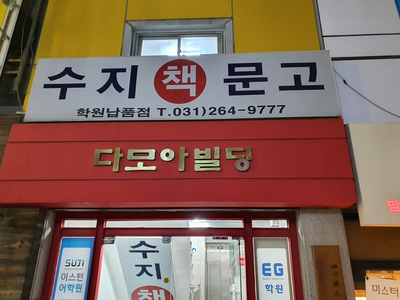 수지 책 문고
학원납품점 T.031)264-9777
다모아빌딩
SUJI
이스턴
어학원
수
지
책
EG
학원
미스터